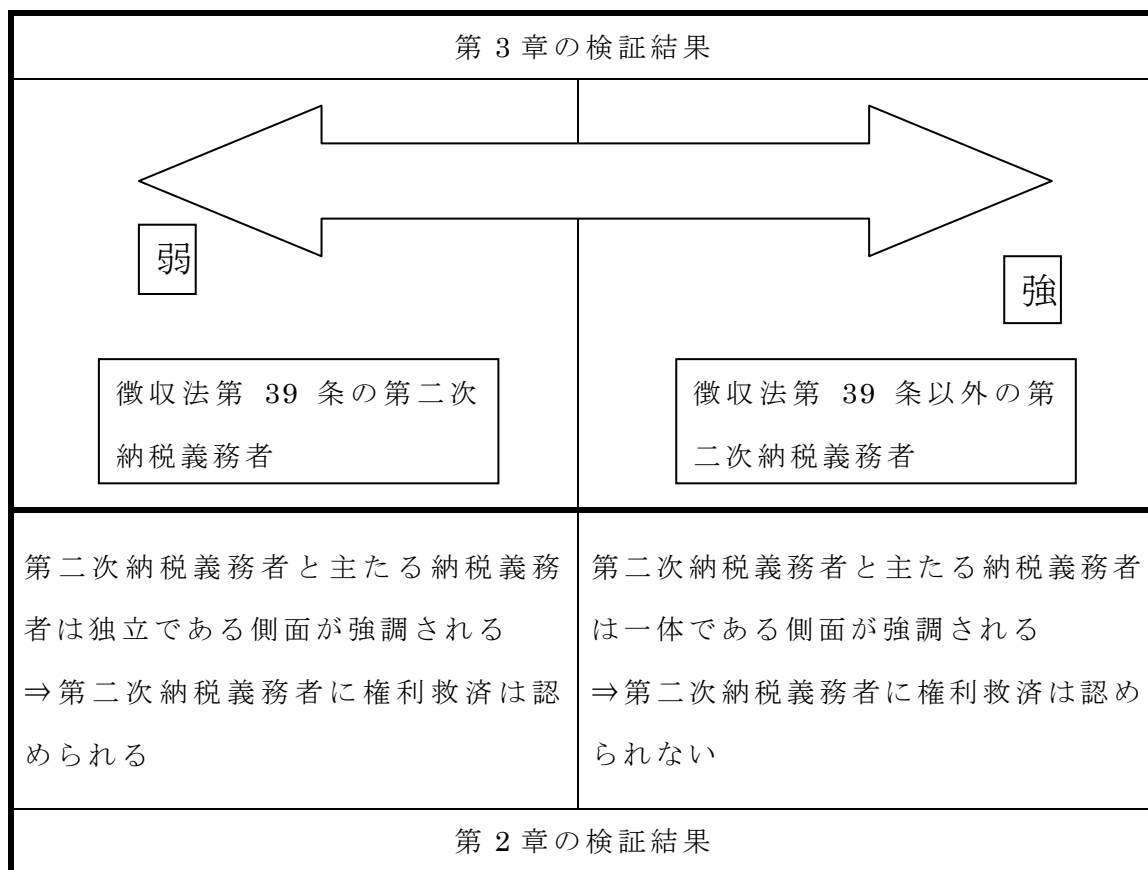 第 3 章の検証結果
弱
強
徴収法第 39 条の第二次
納税義務者
徴収法第 39 条以外の第
二次納税義務者
第二次納税義務者と主たる納税義務
者は独立である側面が強調される
⇒第二次納税義務者に権利救済は認
められる
第二次納税義務者と主たる納税義務者
は一体である側面が強調される
⇒第二次納税義務者に権利救済は認め
られない
第 2 章の検証結果